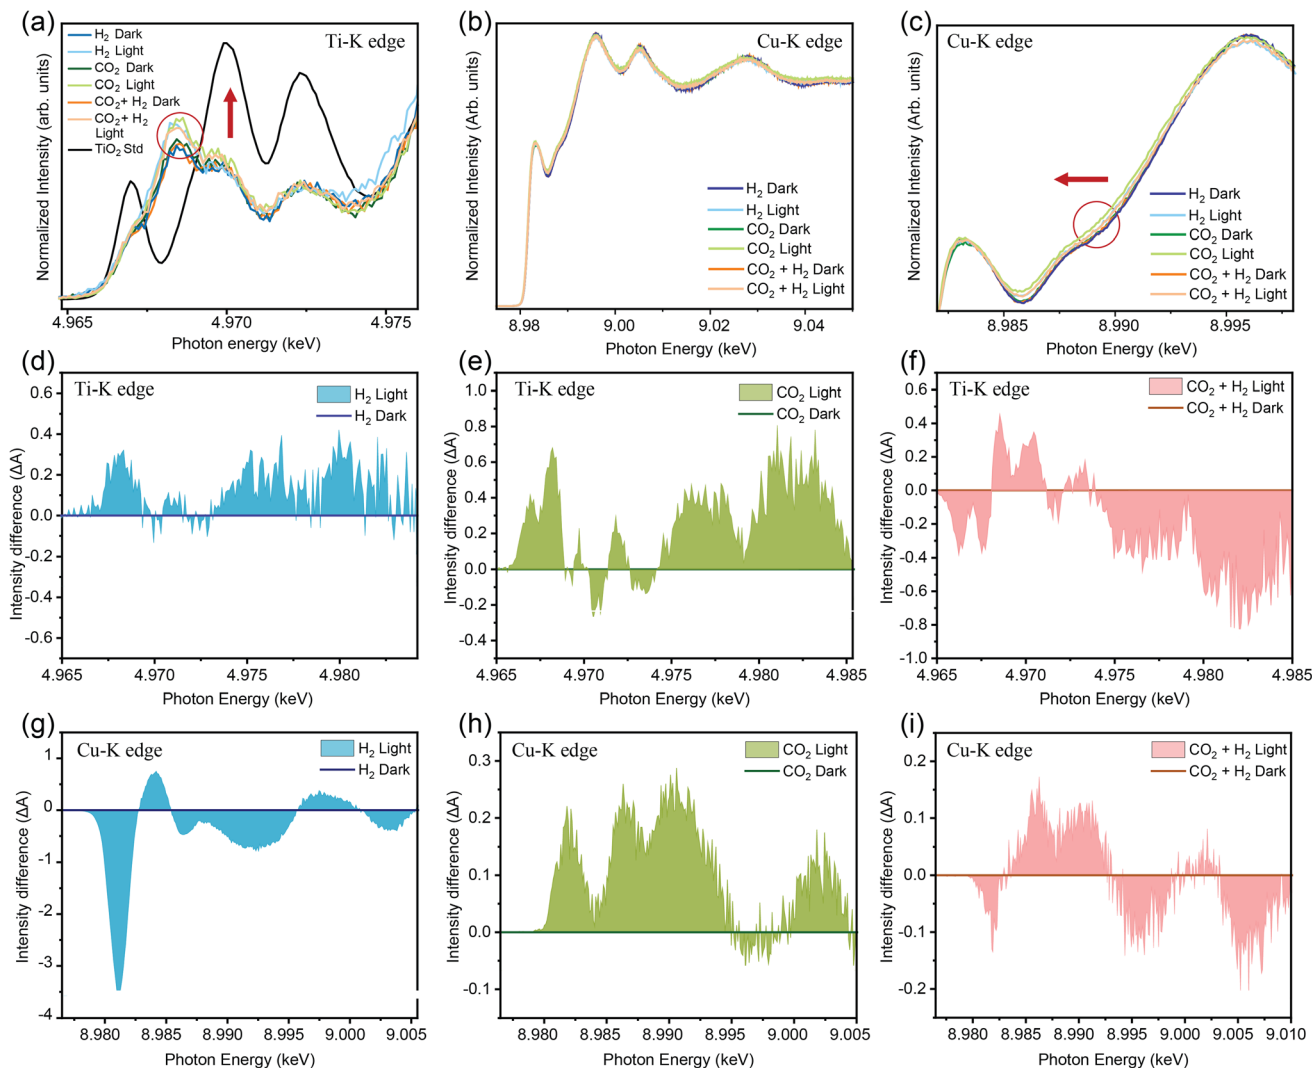 (a)
H2 Dark
H2 Light
CO2 Dark
CO2 Light
CO2+ H2 Dark
CO2+ H2
Light
TiO2 Std
Ti-K edge
Normalized Intensity (arb. units)
4.965 4.970 4.975
Photon energy (keV)
(b)
Cu-K edge
H2 Dark
H2 Light
CO2 Dark
CO2 Light
CO2 + H2 Dark
CO2 + H2 Light
Normalized Intensity (Arb. units)
8.98 9.00 9.02 9.04
Photon Energy (keV)
(c)
Cu-K edge
H2 Dark
H2 Light
CO2 Dark
CO2 Light
CO2 + H2 Dark
CO2 + H2 Light
Normalized Intensity (Arb. units)
8.985 8.990 8.995
Photon Energy (keV)
(d)
Ti-K edge
H2 Light
H2 Dark
Intensity difference (ΔA)
0.6
0.4
0.2
0.0
-0.2
-0.4
-0.6
4.965 4.970 4.975 4.980
Photon Energy (keV)
(e)
Ti-K edge
CO2 Light
CO2 Dark
Intensity difference (ΔA)
1.0
0.8
0.6
0.4
0.2
0.0
-0.2
-0.4
4.965 4.970 4.975 4.980 4.985
Photon Energy (keV)
(f)
Ti-K edge
CO2 + H2 Light
CO2 + H2 Dark
Intensity difference (ΔA)
0.6
0.4
0.2
0.0
-0.2
-0.4
-0.6
-0.8
-1.0
4.965 4.970 4.975 4.980 4.985
Photon Energy (keV)
(g)
Cu-K edge
H2 Light
H2 Dark
Intensity difference (ΔA)
1
1
0
-1
-2
-3
-4
8.980 8.985 8.990 8.995 9.000
Photon Energy (keV)
(h)
Cu-K edge
CO2 Light
CO2 Dark
Intensity difference (ΔA)
0.3
0.2
0.1
0.0
-0.1
8.980 8.985 8.990 8.995 9.000 9.005
Photon Energy (keV)
(i)
Cu-K edge
CO2 + H2 Light
CO2 + H2 Dark
Intensity difference (ΔA)
0.2
0.1
0.0
-0.1
-0.2
8.980 8.985 8.990 8.995 9.000 9.005 9.010
Photon Energy (keV)